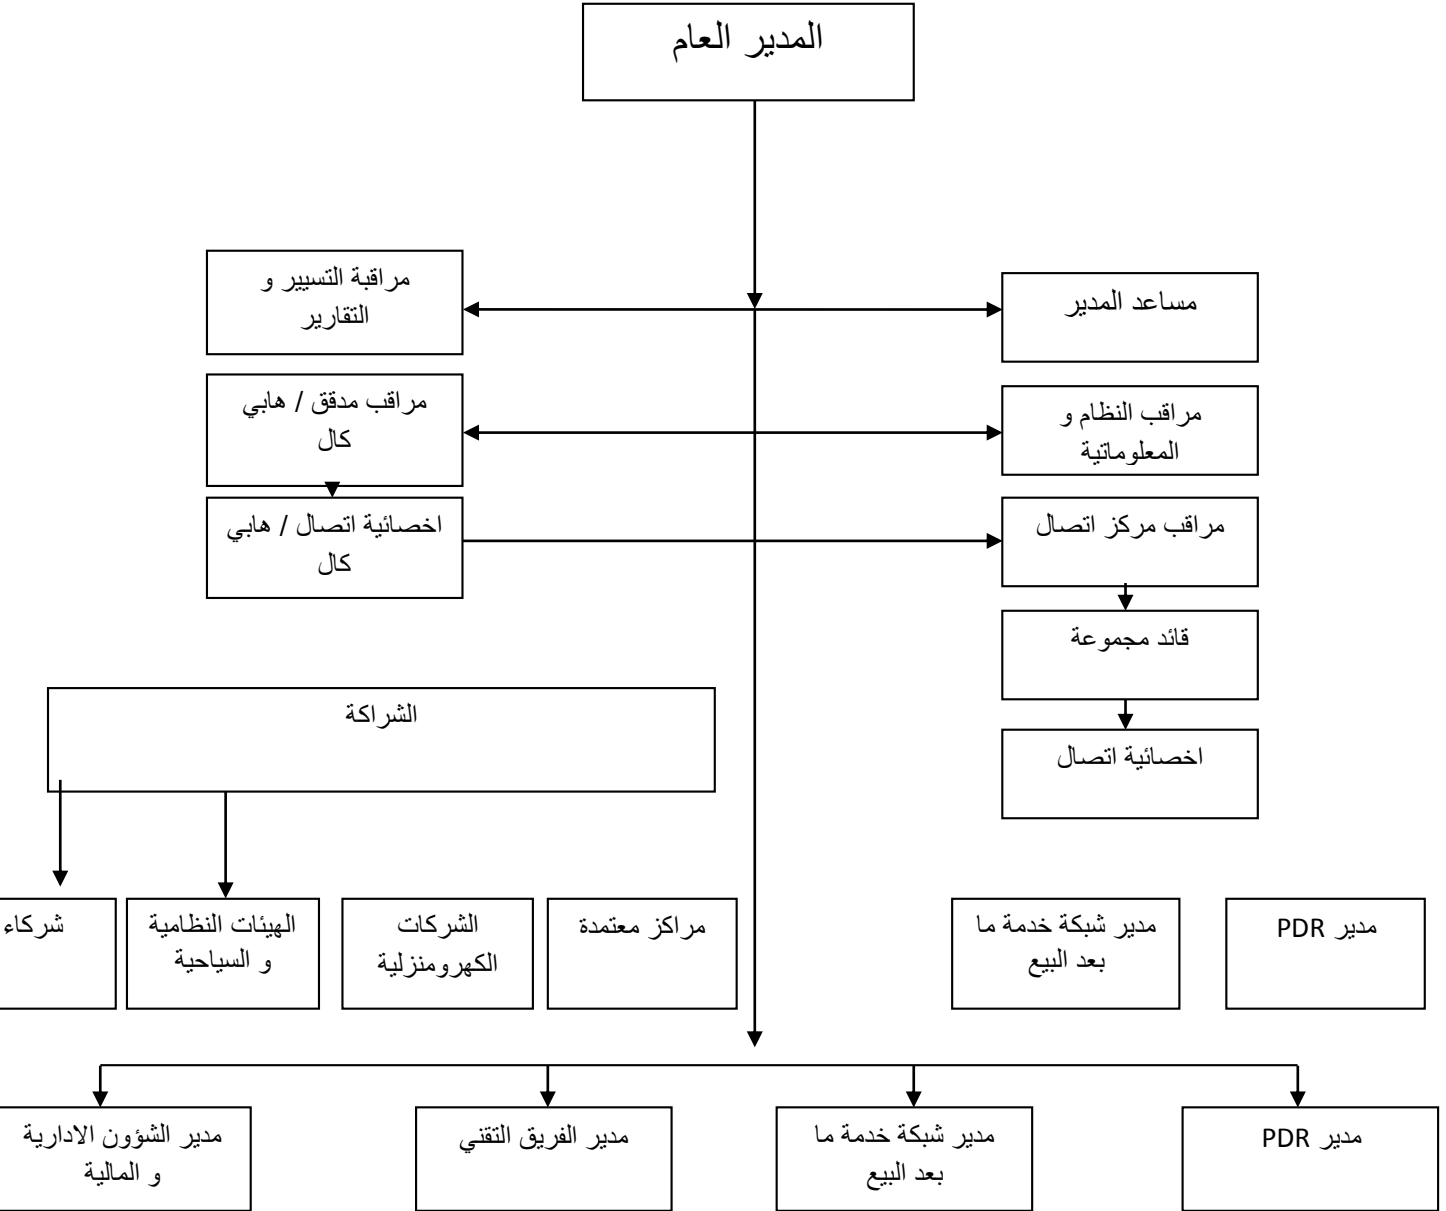 المدير العام
مساعد المدير
مراقبة التسيير و
التقارير
مراقب النظام و
المعلوماتية
مراقب مدقق / هابي
كال
مراقب مركز اتصال
اخصائية اتصال / هابي
كال
قائد مجموعة
الشراكة
اخصائية اتصال
مدير PDR
مدير شبكة خدمة ما
بعد البيع
مراكز معتمدة
الشركات
الكهرومنزلية
الهيئات النظامية
و السياحية
شركاء
مدير PDR
مدير شبكة خدمة ما
بعد البيع
مدير الفريق التقني
مدير الشؤون الادارية
و المالية